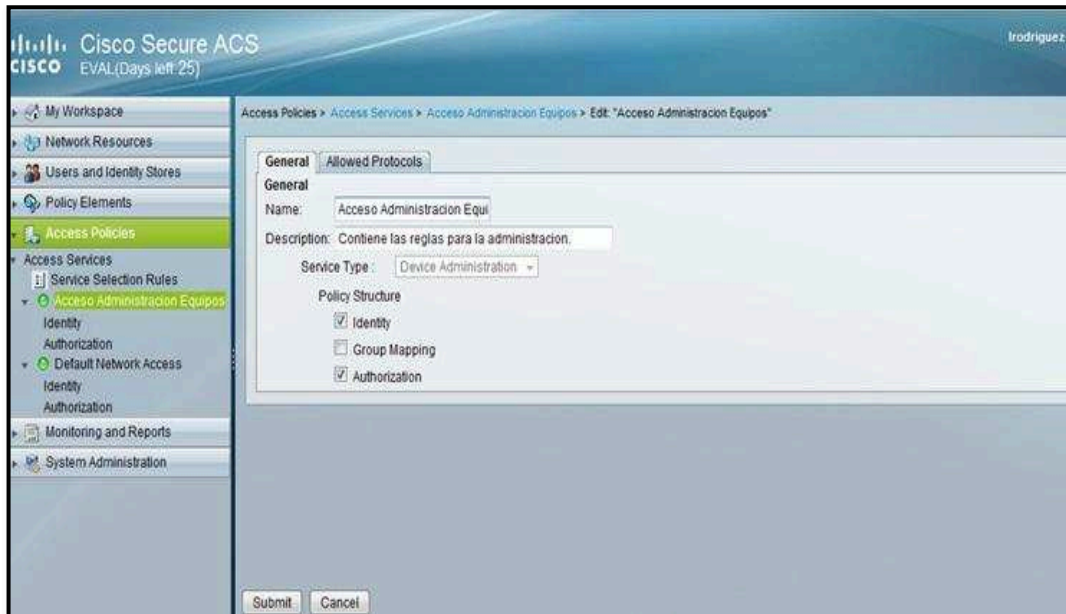 Cisco Secure ACS
CISCO
EVAL(Days left 25)
lrodriguez
My Workspace
Network Resources
Users and Identity Stores
Policy Elements
Access Policies
Access Services
Service Selection Rules
Acceso Administracion Equipos
Identity
Authorization
Default Network Access
Identity
Authorization
Monitoring and Reports
System Administration
Access Policies > Access Services > Acceso Administracion Equipos > Edit: "Acceso Administracion Equipos"
General
Allowed Protocols
General
Name: Acceso Administracion Equi
Description: Contiene las reglas para la administracion.
Service Type : Device Administration
Policy Structure
Identity
Group Mapping
Authorization
Submit
Cancel